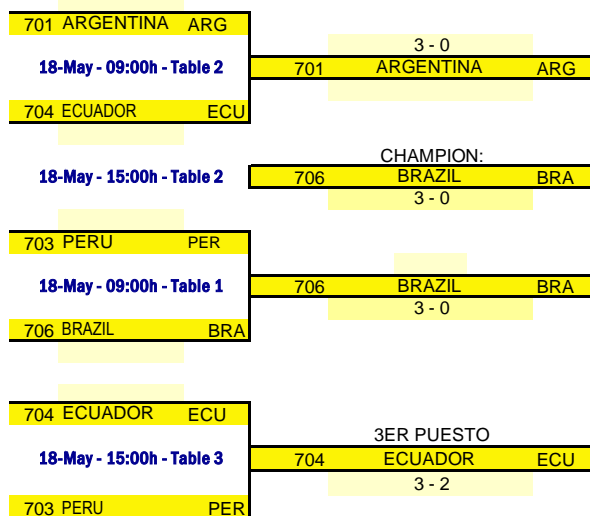 701 ARGENTINA ARG
3 - 0
18-May - 09:00h - Table 2
701 ARGENTINA ARG
704 ECUADOR ECU
CHAMPION:
18-May - 15:00h - Table 2
706 BRAZIL BRA
3 - 0
703 PERU PER
18-May - 09:00h - Table 1
706 BRAZIL BRA
3 - 0
706 BRAZIL BRA
704 ECUADOR ECU
3ER PUESTO
18-May - 15:00h - Table 3
704 ECUADOR ECU
3 - 2
703 PERU PER